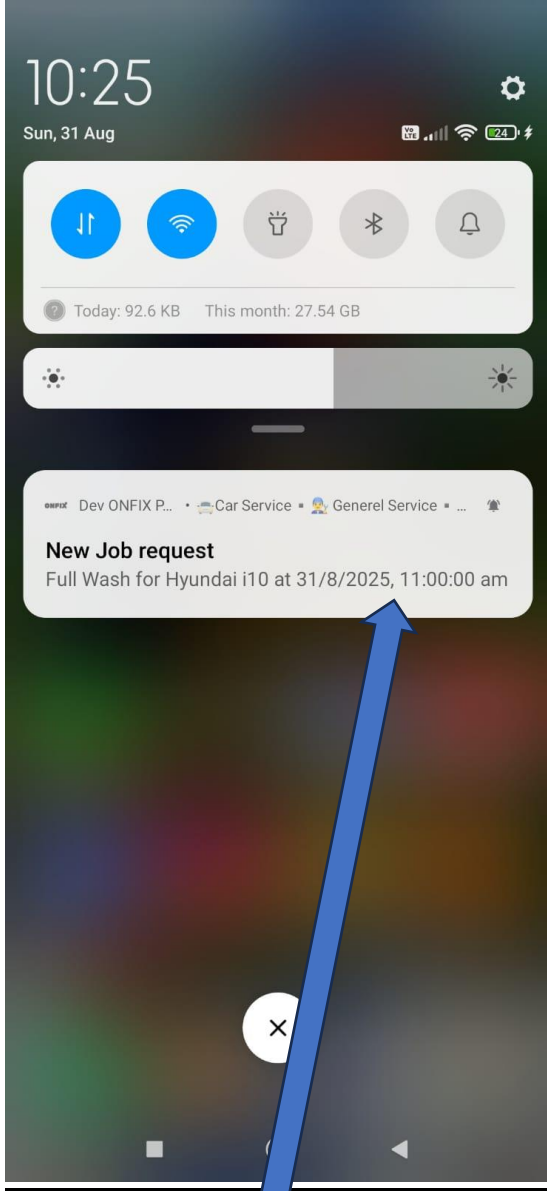 10:25
Sun, 31 Aug
Vo LTE 24
Today: 92.6 KB This month: 27.54 GB
ONFIX Dev ONFIX P... • Car Service ▪ Generel Service ▪ ...
New Job request
Full Wash for Hyundai i10 at 31/8/2025, 11:00:00 am